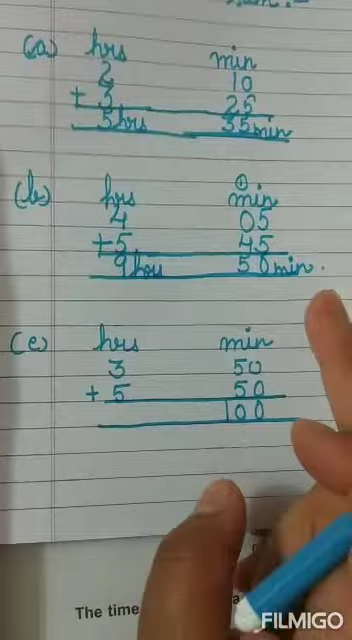 (a) hrs min
2 10
+ 3 25
5 hrs 35 min
(b) hrs min
4 05
+ 5 45
9 hrs 50 min.
(e) hrs min
3 50
+ 5 50
100
The time
FILMIGO